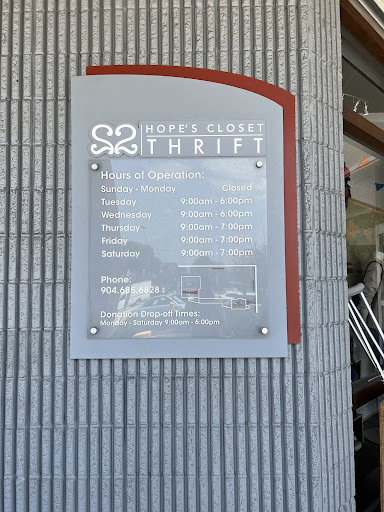 HOPE'S CLOSET
THRIFT
Hours of Operation:
Sunday - Monday Closed
Tuesday 9:00am - 6:00pm
Wednesday 9:00am - 6:00pm
Thursday 9:00am - 7:00pm
Friday 9:00am - 7:00pm
Saturday 9:00am - 7:00pm
Phone:
904.685.6828
Donation Drop-off Times:
Monday - Saturday 9:00am - 6:00pm